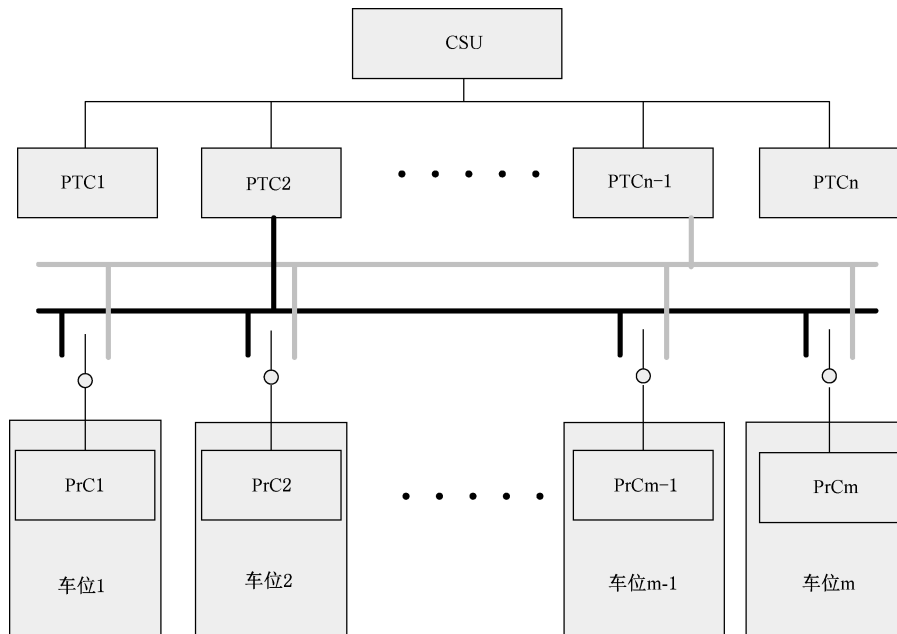 CSU
PTC1
PTC2
PTCn-1
PTCn
PrC1
PrC2
PrCm-1
PrCm
车位1
车位2
车位m-1
车位m